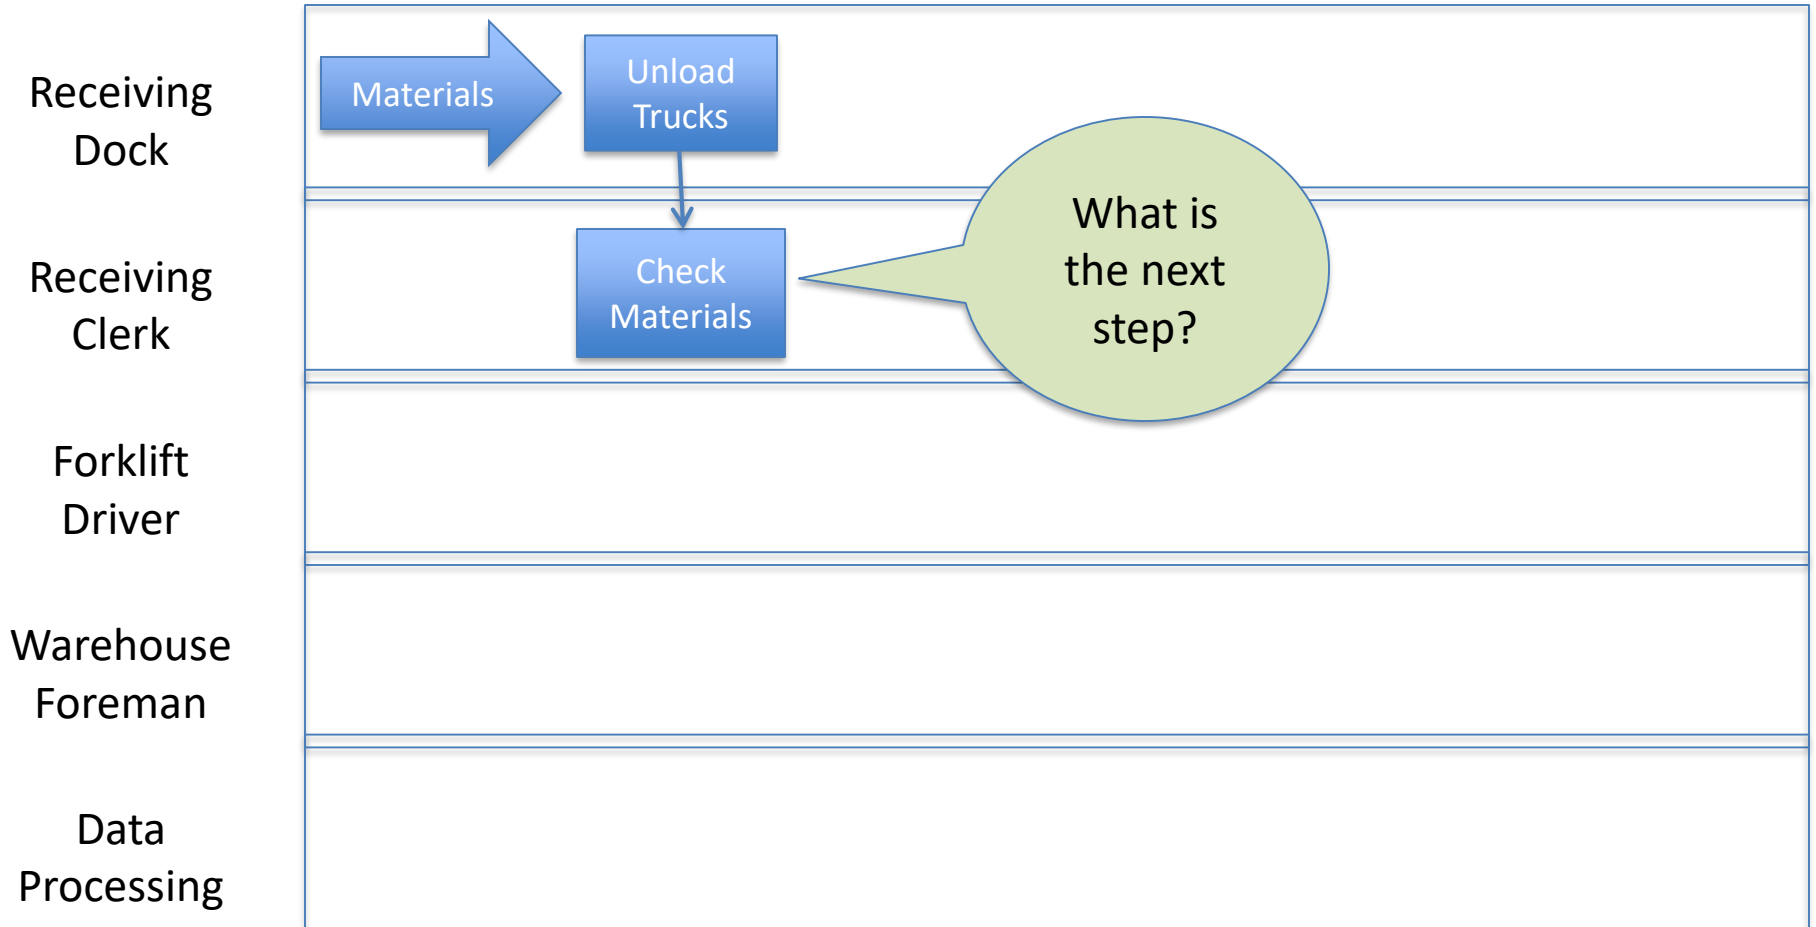 Receiving
Dock
Materials
Unload
Trucks
Receiving
Clerk
Check
Materials
What is
the next
step?
Forklift
Driver
Warehouse
Foreman
Data
Processing